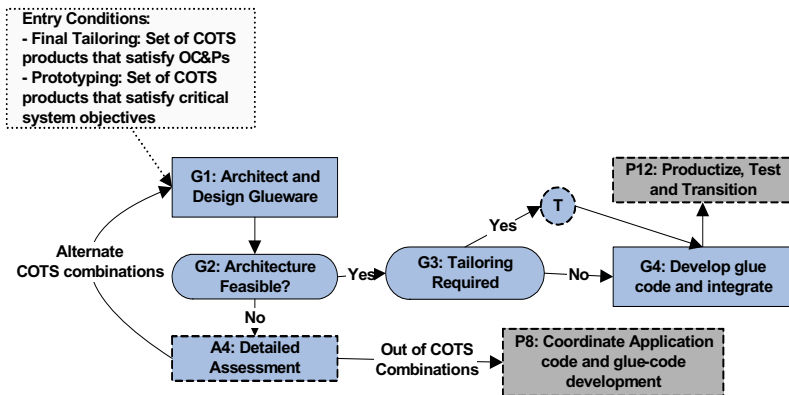 Entry Conditions:
- Final Tailoring: Set of COTS
products that satisfy OC&Ps
- Prototyping: Set of COTS
products that satisfy critical
system objectives
G1: Architect and
Design Glueware
P12: Productize, Test
and Transition
T
Yes
Alternate
COTS combinations
G2: Architecture
Feasible?
Yes
G3: Tailoring
Required
No
G4: Develop glue
code and integrate
No
A4: Detailed
Assessment
Out of COTS
Combinations
P8: Coordinate Application
code and glue-code
development